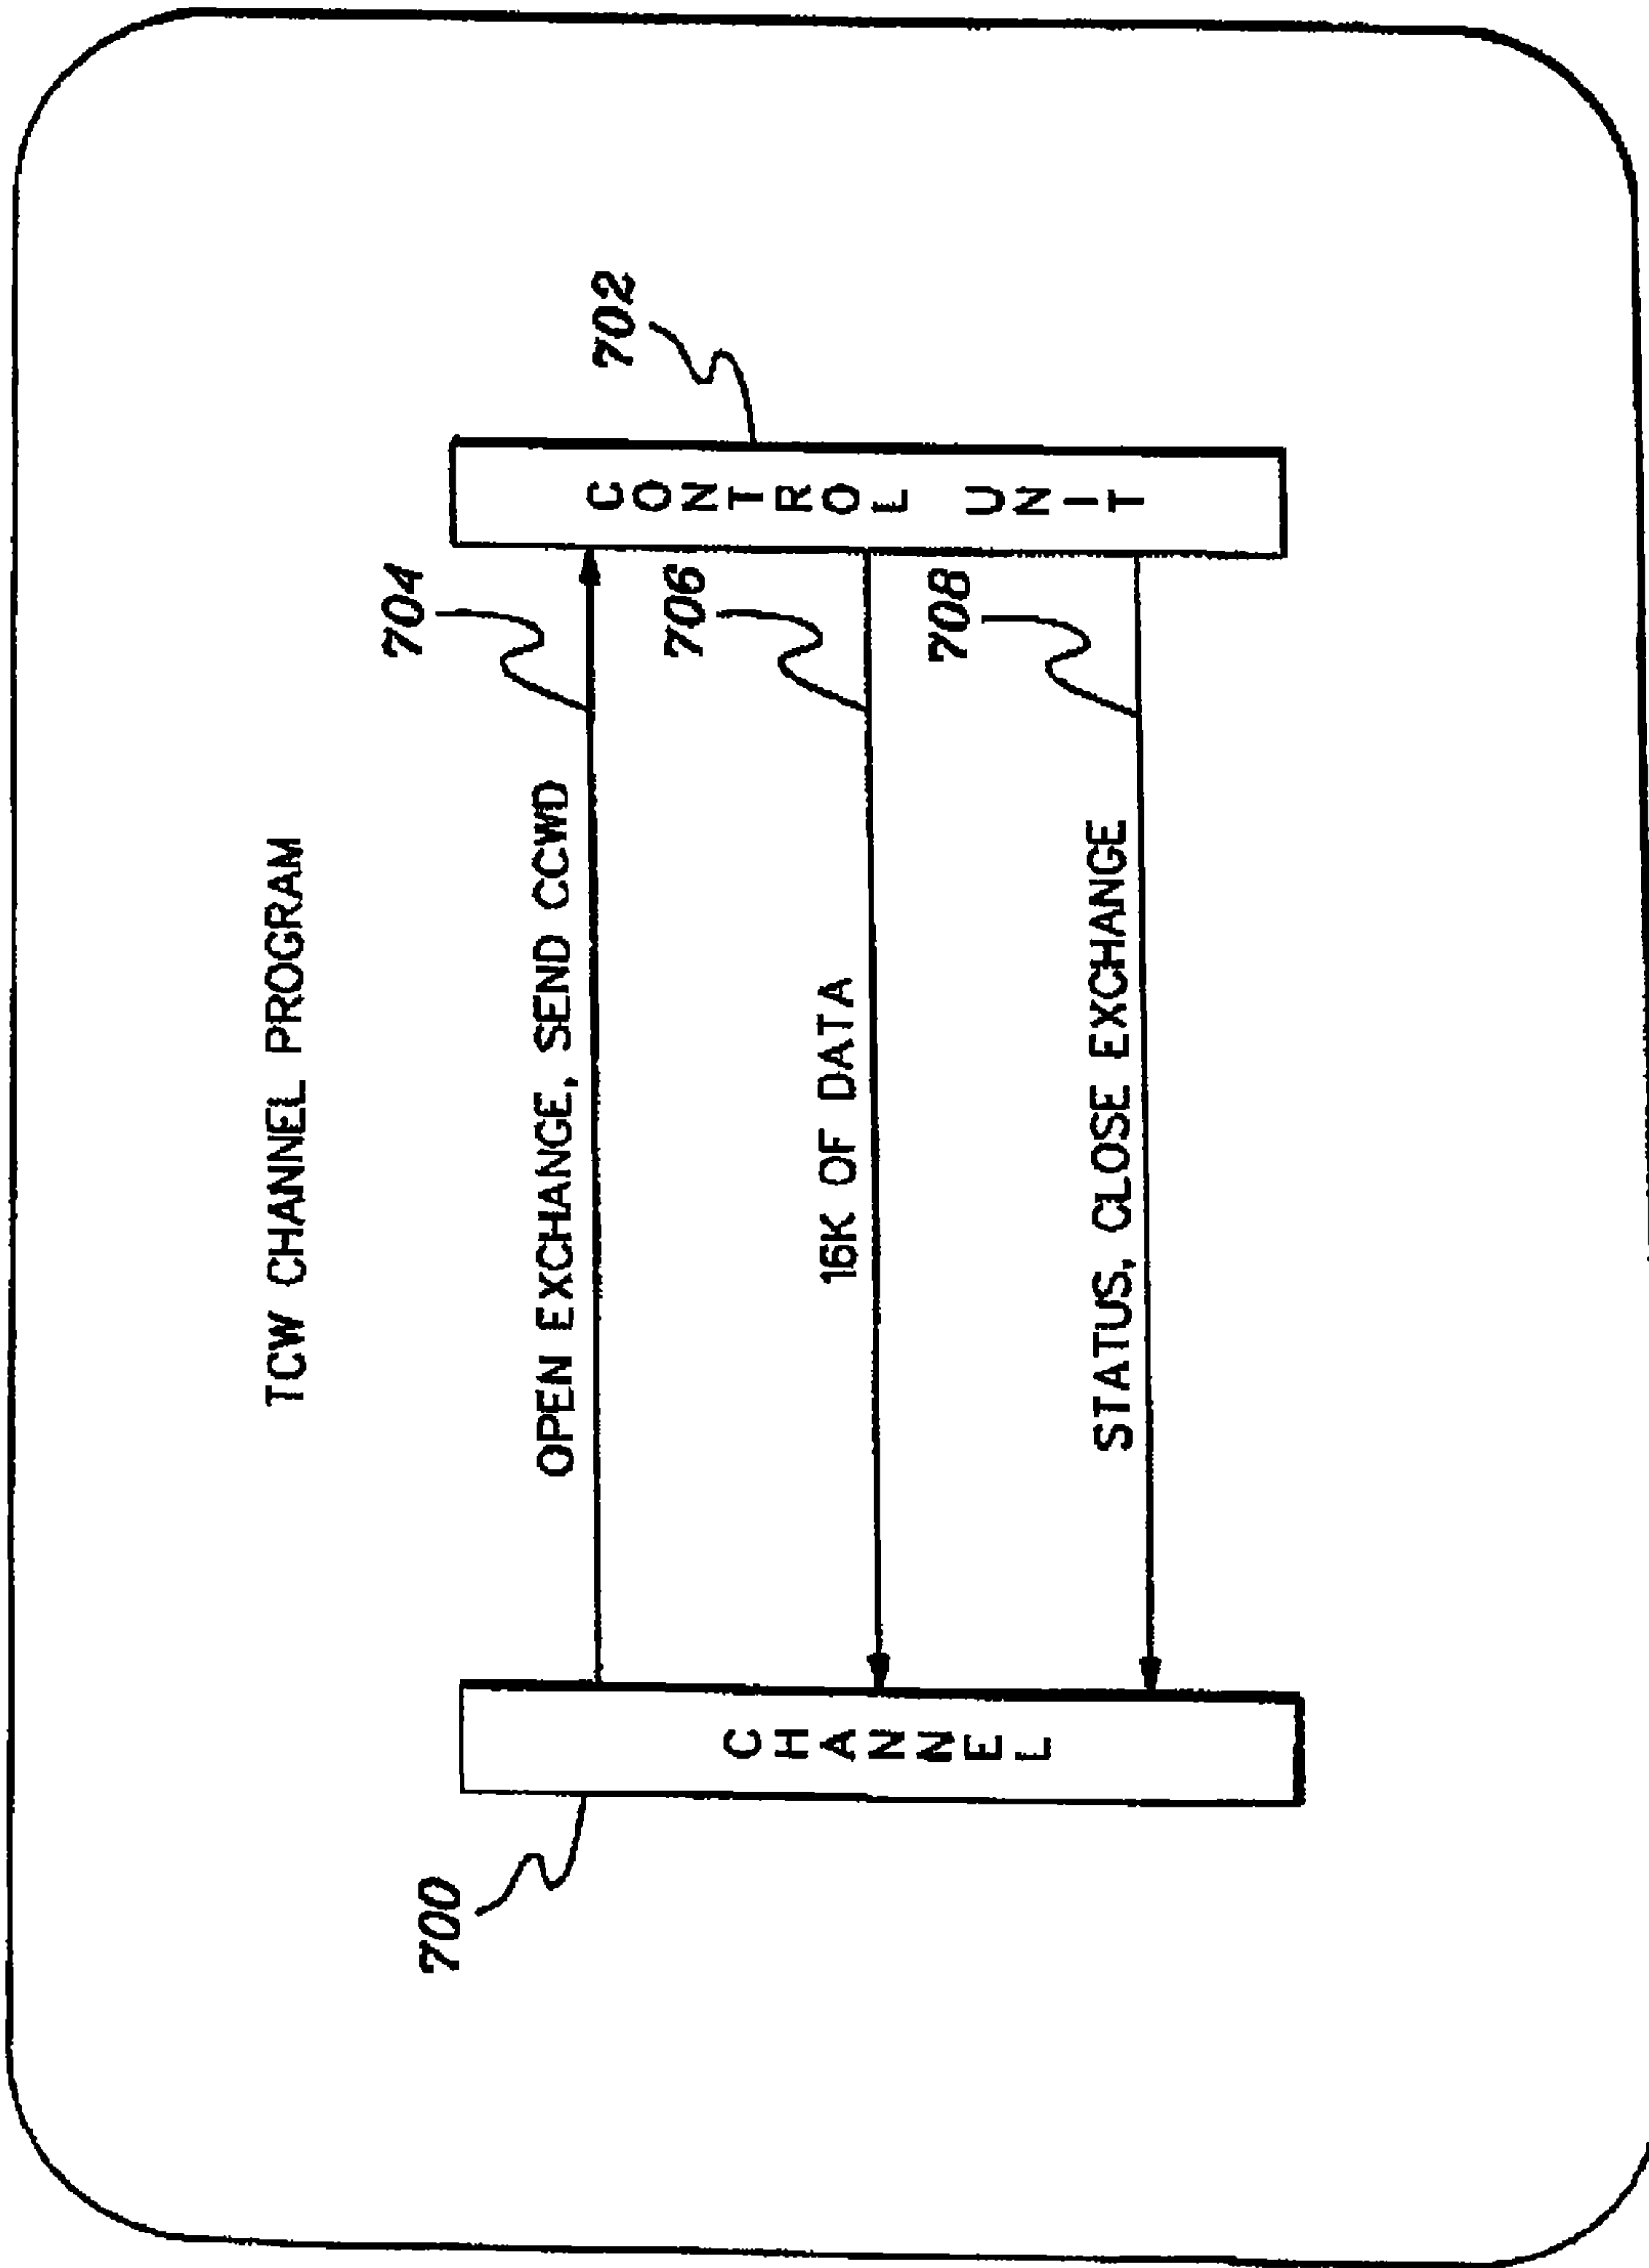 TCW CHANNEL PROGRAM
700
CHANNEL
702
CONTROL UNIT
704
OPEN EXCHANGE, SEND CCWD
706
16K OF DATA
708
STATUS, CLOSE EXCHANGE